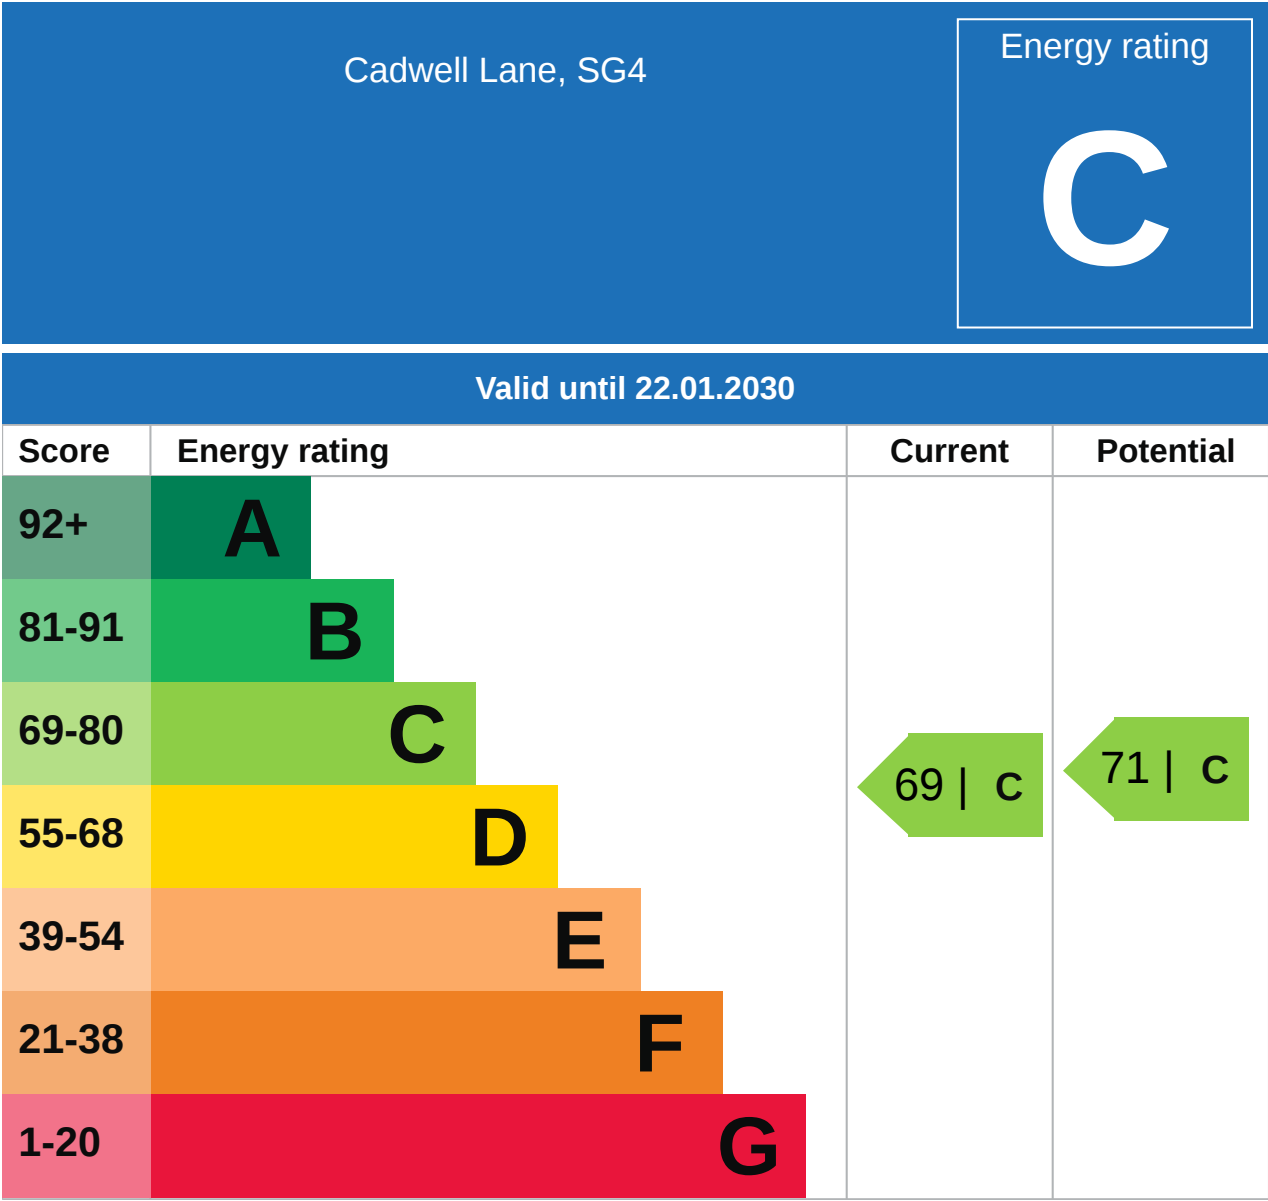 Cadwell Lane, SG4
Energy rating
C
Valid until 22.01.2030
Score Energy rating Current Potential
92+ A
81-91 B
69-80 C
69 | C 71 | C
55-68 D
39-54 E
21-38 F
1-20 G